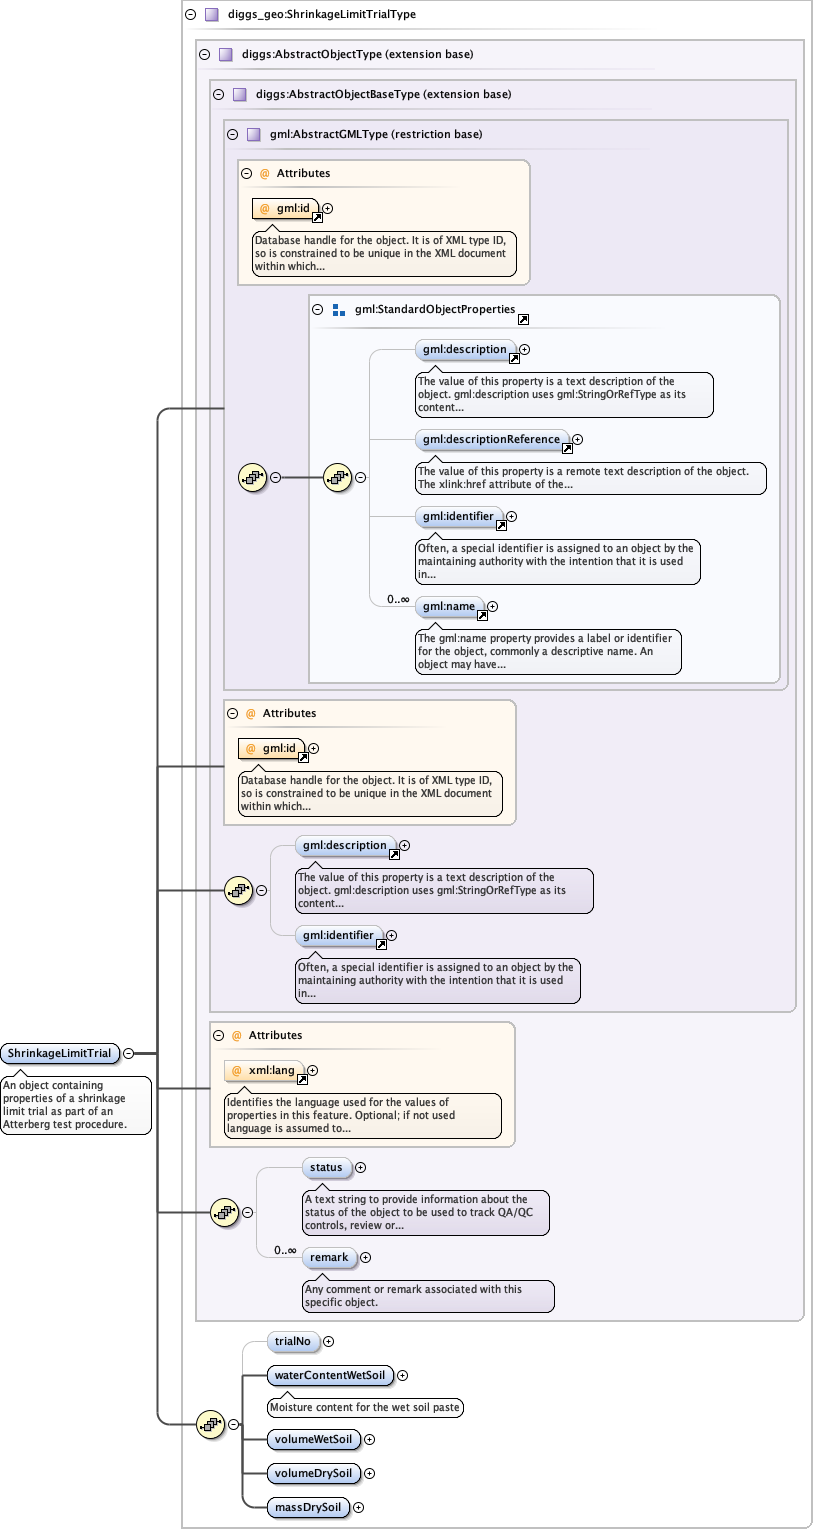 diggs_geo:ShrinkageLimitTrialType
diggs:AbstractObjectType (extension base)
diggs:AbstractObjectBaseType (extension base)
gml:AbstractGMLType (restriction base)
@ Attributes
@ gml:id
Database handle for the object. It is of XML type ID,
so is constrained to be unique in the XML document
within which...
gml:StandardObjectProperties
gml:description
The value of this property is a text description of the
object. gml:description uses gml:StringOrRefType as its
content...
gml:descriptionReference
The value of this property is a remote text description of the object.
The xlink:href attribute of the...
gml:identifier
Often, a special identifier is assigned to an object by the
maintaining authority with the intention that it is used
in...
0..∞
gml:name
The gml:name property provides a label or identifier
for the object, commonly a descriptive name. An
object may have...
@ Attributes
@ gml:id
Database handle for the object. It is of XML type ID,
so is constrained to be unique in the XML document
within which...
gml:description
The value of this property is a text description of the
object. gml:description uses gml:StringOrRefType as its
content...
gml:identifier
Often, a special identifier is assigned to an object by the
maintaining authority with the intention that it is used
in...
ShrinkageLimitTrial
An object containing
properties of a shrinkage
limit trial as part of an
Atterberg test procedure.
@ Attributes
@ xml:lang
Identifies the language used for the values of
properties in this feature. Optional; if not used
language is assumed to...
status
A text string to provide information about the
status of the object to be used to track QA/QC
controls, review or...
0..∞
remark
Any comment or remark associated with this
specific object.
trialNo
waterContentWetSoil
Moisture content for the wet soil paste
volumeWetSoil
volumeDrySoil
massDrySoil